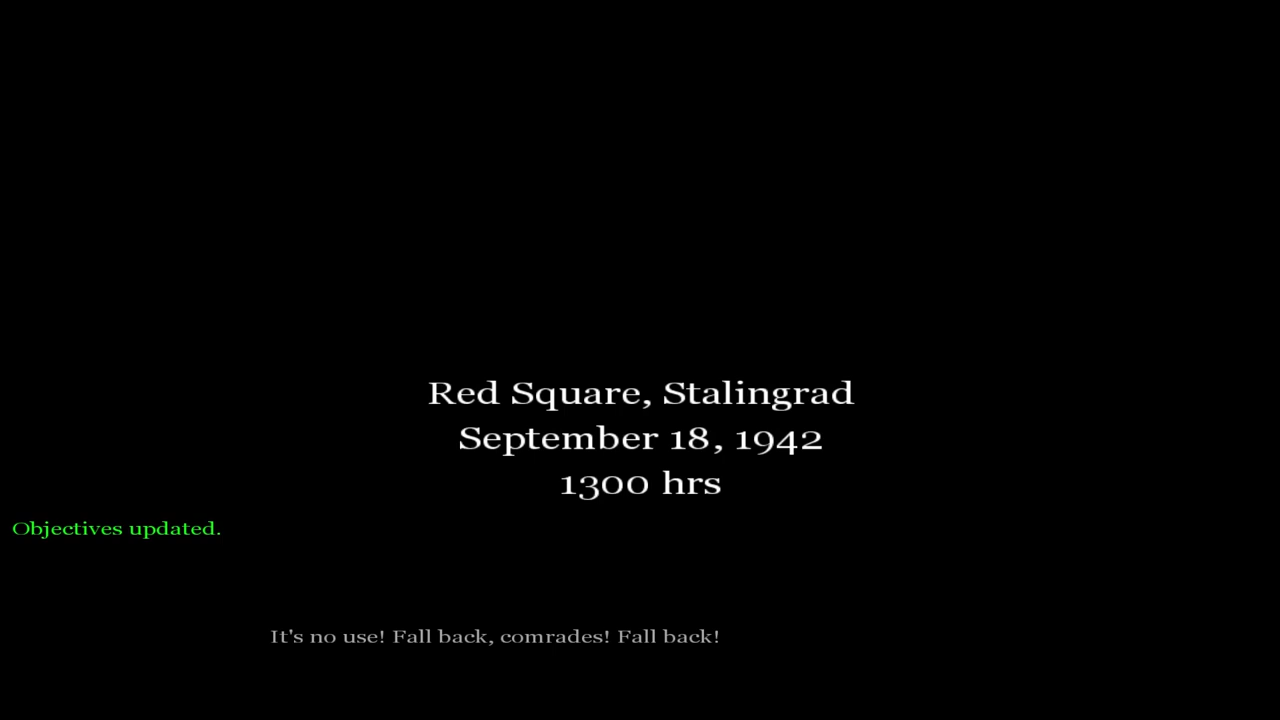 Red Square, Stalingrad
September 18, 1942
1300 hrs
Objectives updated.
It's no use! Fall back, comrades! Fall back!